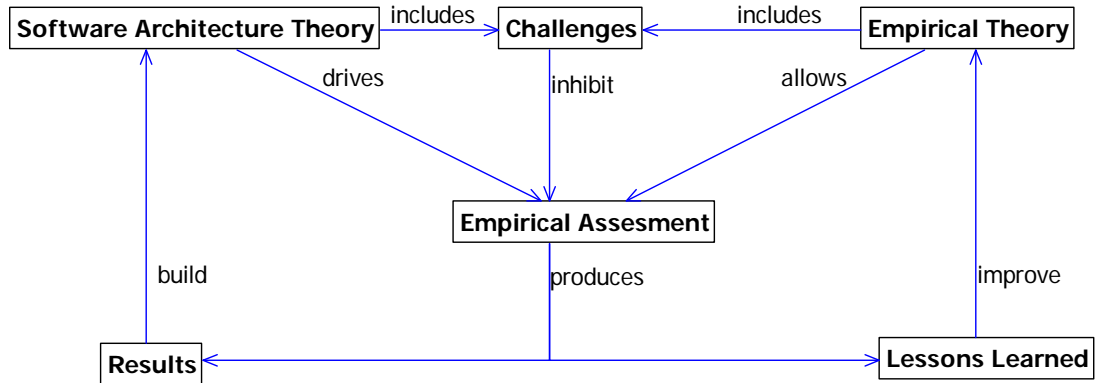 includes
includes
Software Architecture Theory
Challenges
Empirical Theory
drives
inhibit
allows
Empirical Assesment
build
produces
improve
Results
Lessons Learned